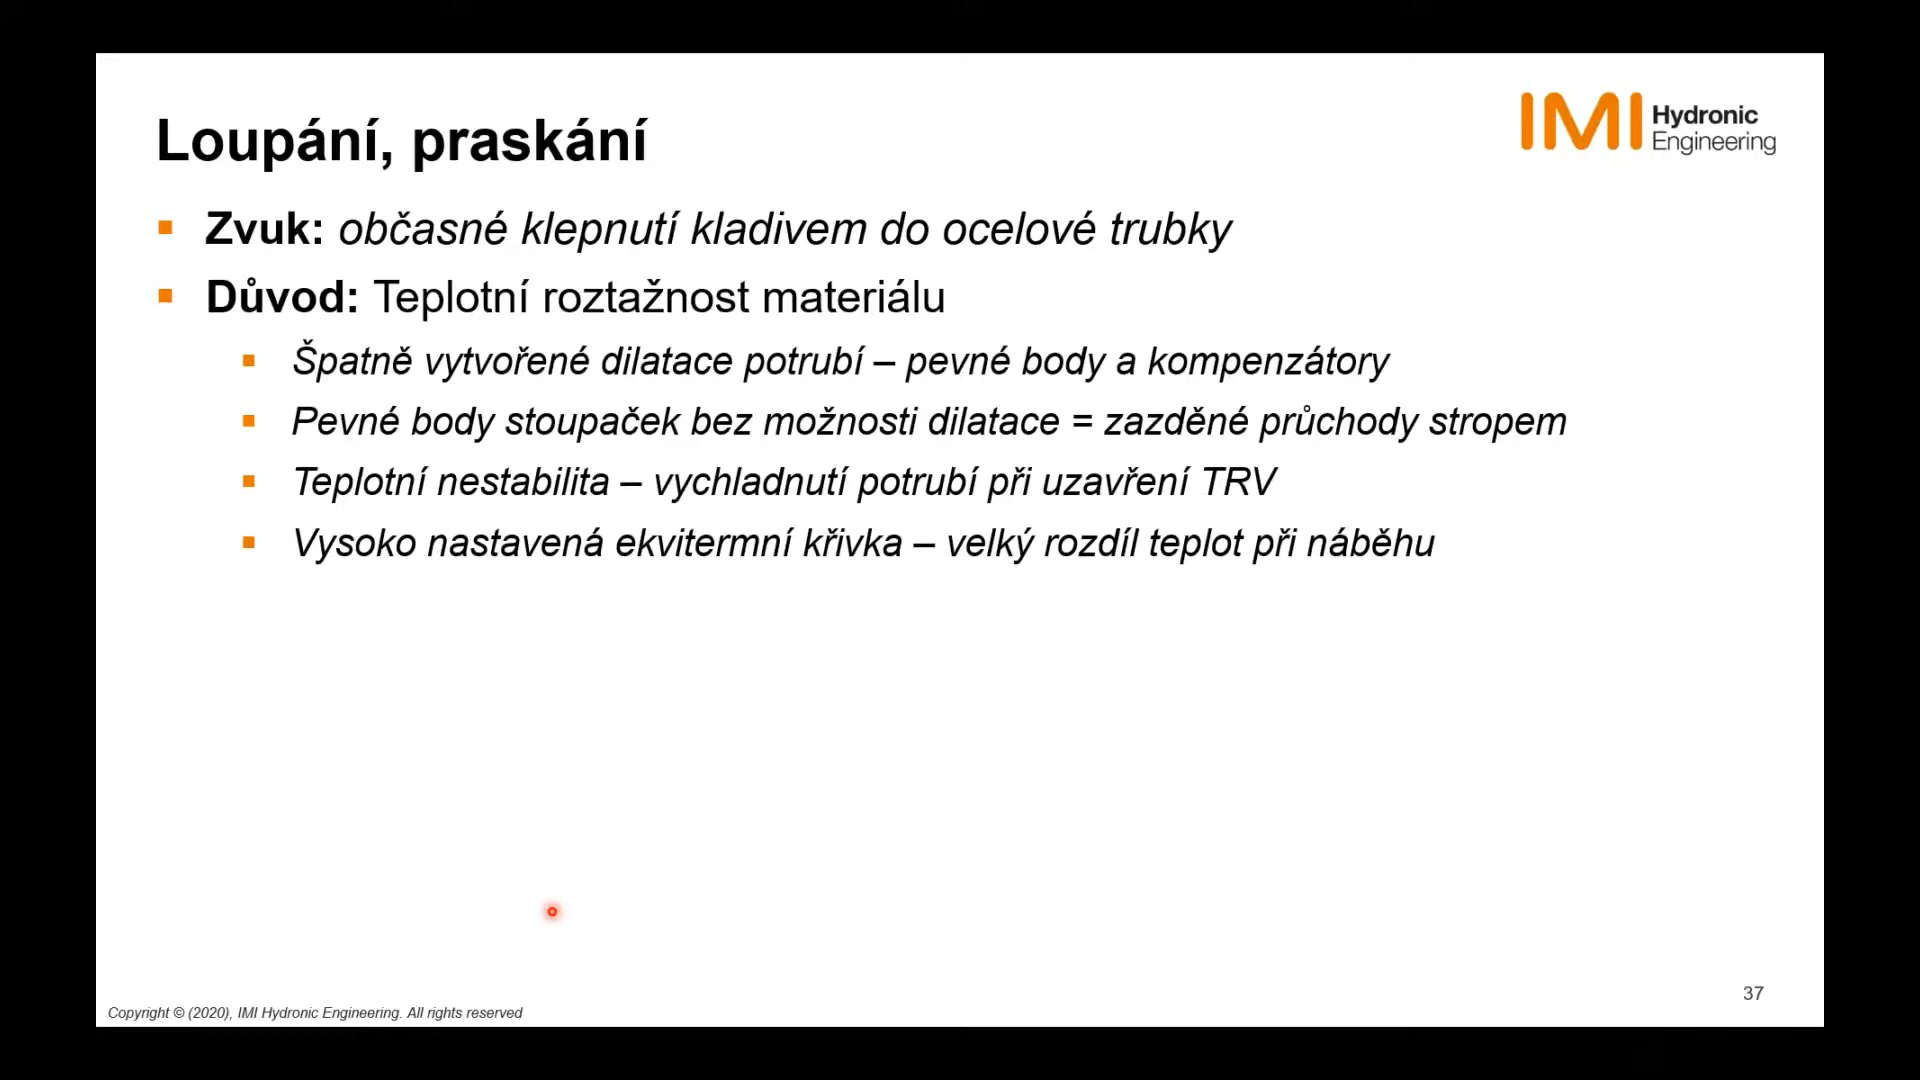 Loupání, praskání
IMI Hydronic
Engineering
Zvuk: občasné klepnutí kladivem do ocelové trubky
Důvod: Teplotní roztažnost materiálu
Špatně vytvořené dilatace potrubí – pevné body a kompenzátory
Pevné body stoupaček bez možnosti dilatace = zazděné průchody stropem
Teplotní nestabilita – vychladnutí potrubí při uzavření TRV
Vysoko nastavená ekvitermní křivka – velký rozdíl teplot při náběhu
37
Copyright © (2020), IMI Hydronic Engineering. All rights reserved